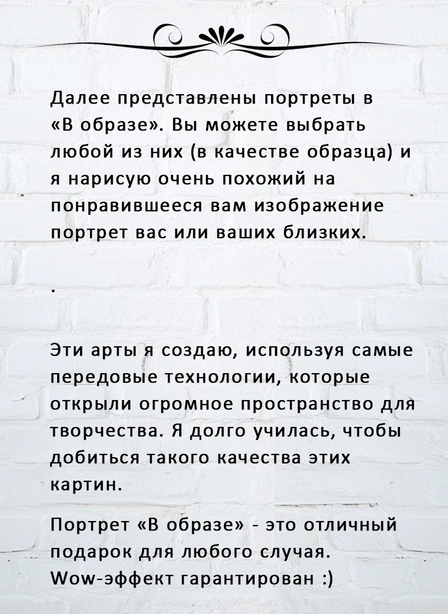 Далее представлены портреты в
«В образе». Вы можете выбрать
любой из них (в качестве образца) и
я нарисую очень похожий на
понравившееся вам изображение
портрет вас или ваших близких.
.
Эти арты я создаю, используя самые
передовые технологии, которые
открыли огромное пространство для
творчества. Я долго училась, чтобы
добиться такого качества этих
картин.
Портрет «В образе» - это отличный
подарок для любого случая.
Wow-эффект гарантирован :)